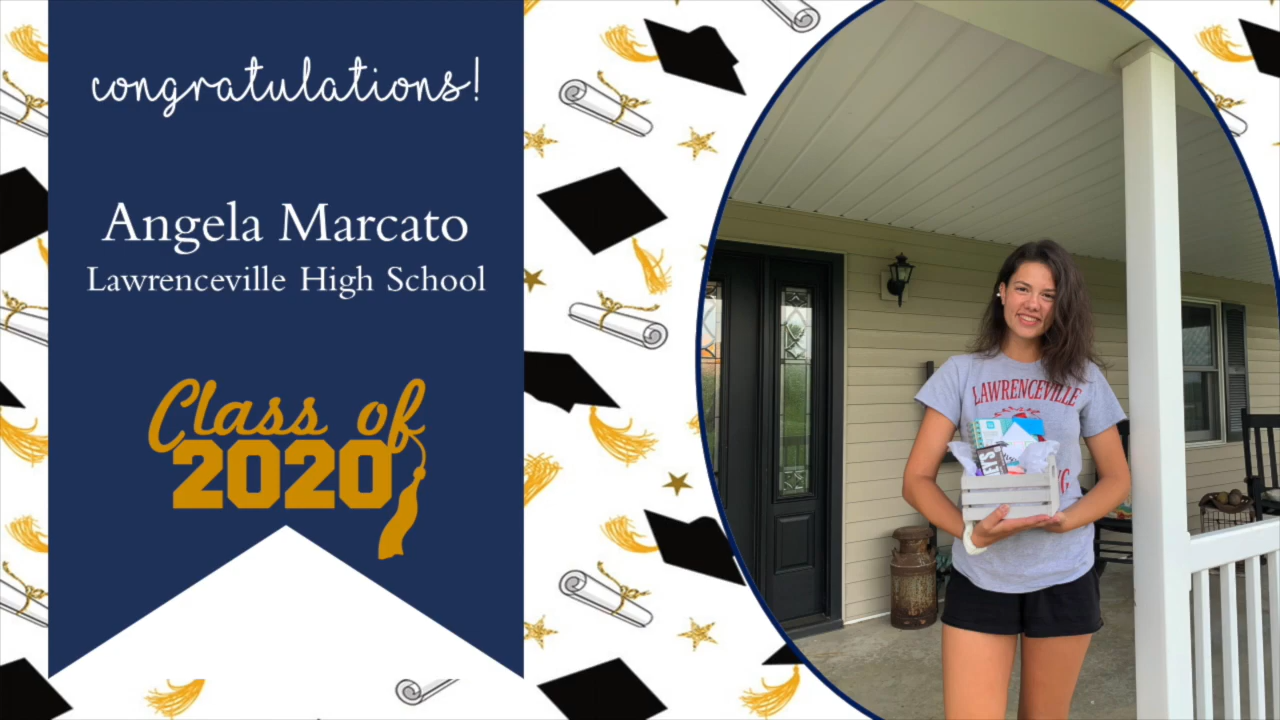 congratulations!
Angela Marcato
Lawrenceville High School
Class of
2020
LAWRENCEVILLE